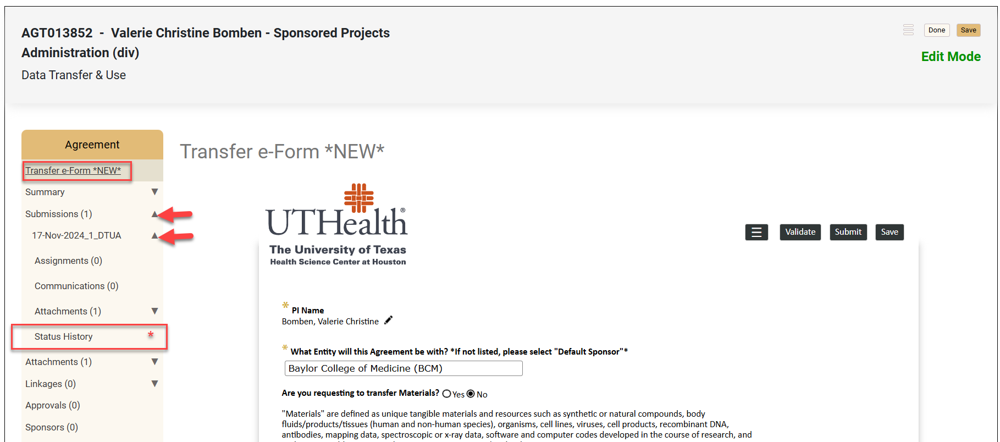 AGT013852 - Valerie Christine Bomben - Sponsored Projects
Administration (div)
Data Transfer & Use
Done
Save
Edit Mode
Agreement
Transfer e-Form *NEW*
Summary
Submissions (1)
17-Nov-2024_1_DTUA
Assignments (0)
Communications (0)
Attachments (1)
Status History *
Attachments (1)
Linkages (0)
Approvals (0)
Sponsors (0)
Transfer e-Form *NEW*
UTHealth®
The University of Texas
Health Science Center at Houston
Validate
Submit
Save
* PI Name
Bomben, Valerie Christine
* What Entity will this Agreement be with? *If not listed, please select "Default Sponsor"*
Baylor College of Medicine (BCM)
Are you requesting to transfer Materials? Yes No
"Materials" are defined as unique tangible materials and resources such as synthetic or natural compounds, body
fluids/products/tissues (human and non-human species), organisms, cell lines, viruses, cell products, recombinant DNA,
antibodies, mapping data, spectroscopic or x-ray data, software and computer codes developed in the course of research, and